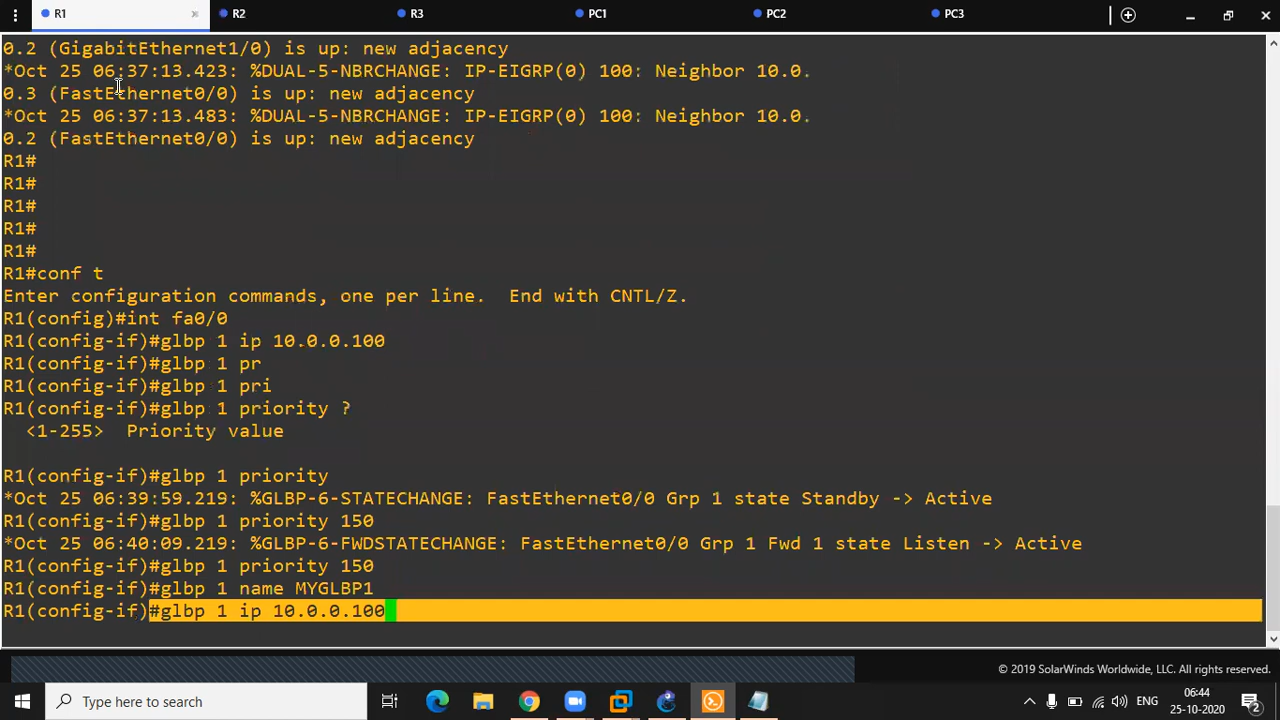 R1
R2
R3
PC1
PC2
PC3
0.2 (GigabitEthernet1/0) is up: new adjacency
*Oct 25 06:37:13.423: %DUAL-5-NBRCHANGE: IP-EIGRP(0) 100: Neighbor 10.0.
0.3 (FastEthernet0/0) is up: new adjacency
*Oct 25 06:37:13.483: %DUAL-5-NBRCHANGE: IP-EIGRP(0) 100: Neighbor 10.0.
0.2 (FastEthernet0/0) is up: new adjacency
R1#
R1#
R1#
R1#
R1#
R1#conf t
Enter configuration commands, one per line.  End with CNTL/Z.
R1(config)#int fa0/0
R1(config-if)#glbp 1 ip 10.0.0.100
R1(config-if)#glbp 1 pr
R1(config-if)#glbp 1 pri
R1(config-if)#glbp 1 priority ?
<1-255>  Priority value
R1(config-if)#glbp 1 priority
*Oct 25 06:39:59.219: %GLBP-6-STATECHANGE: FastEthernet0/0 Grp 1 state Standby -> Active
R1(config-if)#glbp 1 priority 150
*Oct 25 06:40:09.219: %GLBP-6-FWDSTATECHANGE: FastEthernet0/0 Grp 1 Fwd 1 state Listen -> Active
R1(config-if)#glbp 1 priority 150
R1(config-if)#glbp 1 name MYGLBP1
R1(config-if)#glbp 1 ip 10.0.0.100
© 2019 SolarWinds Worldwide, LLC. All rights reserved.
Type here to search
ENG
06:44
25-10-2020
2